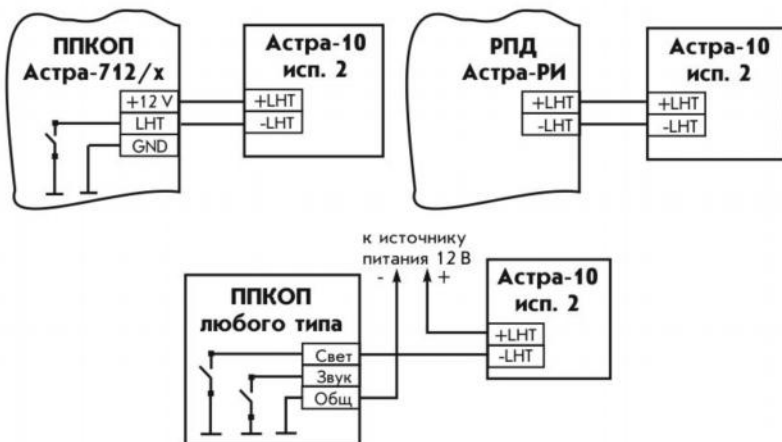 ППКОП
Астра-712/х
+12 V
LHT
GND
Астра-10
исп. 2
+LHT
-LHT
РПД
Астра-РИ
+LHT
-LHT
Астра-10
исп. 2
+LHT
-LHT
к источнику
питания 12 В
- +
ППКОП
любого типа
Свет
Звук
Общ
Астра-10
исп. 2
+LHT
-LHT